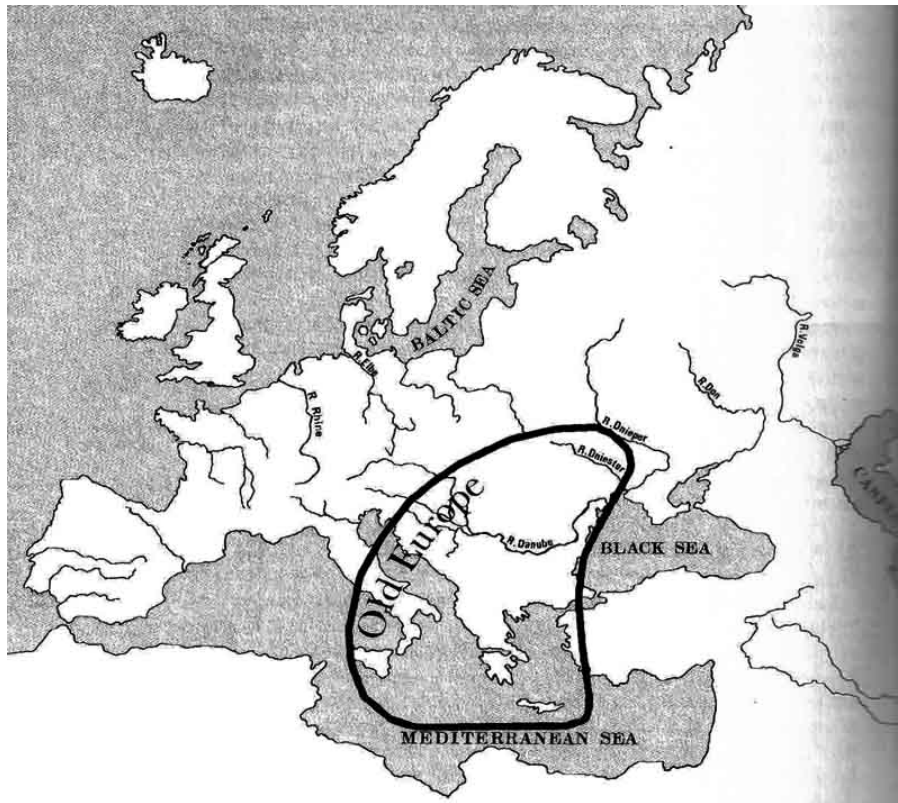 BALTIC SEA
R. Elbe
R. Rhine
R. Volga
R. Don
R. Dnieper
R. Dniester
Old Europe
R. Danube
BLACK SEA
MEDITERRANEAN SEA